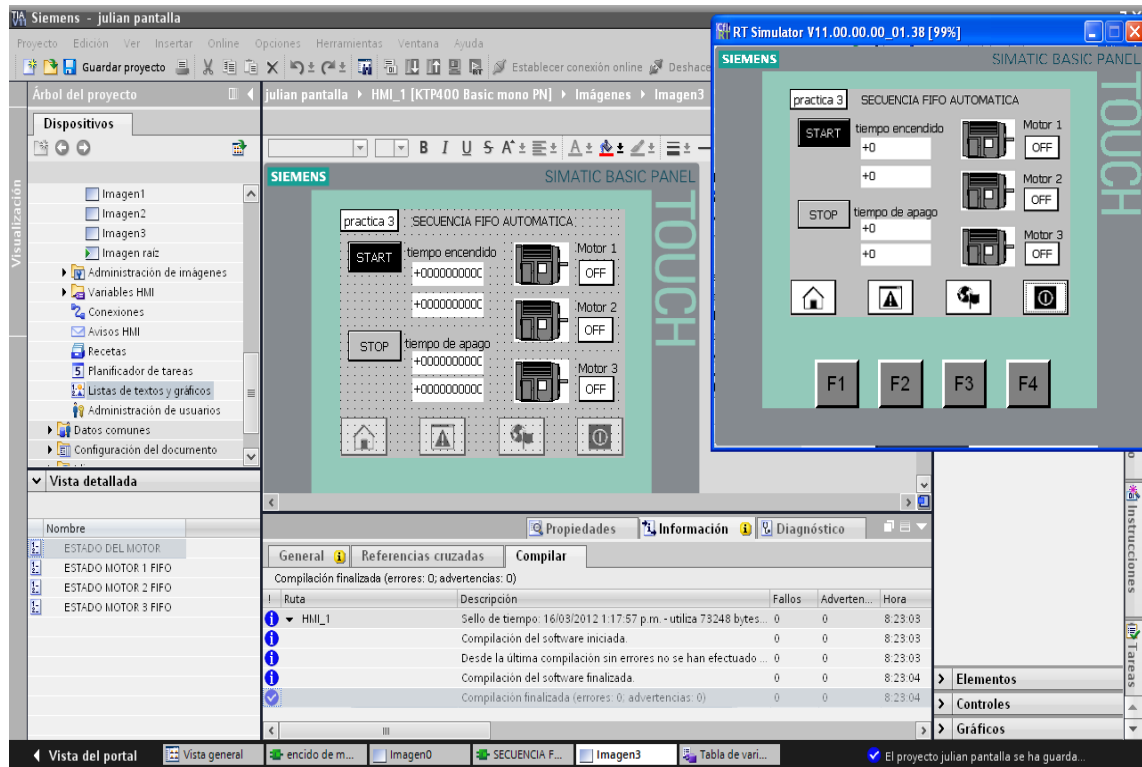 Siemens - julian pantalla
Proyecto Edición Ver Insertar Online Opciones Herramientas Ventana Ayuda
Guardar proyecto
Establecer conexión online
Deshace
Árbol del proyecto
Dispositivos
Visualización
Imagen1
Imagen2
Imagen3
Imagen raíz
Administración de imágenes
Variables HMI
Conexiones
Avisos HMI
Recetas
Planificador de tareas
Listas de textos y gráficos
Administración de usuarios
Datos comunes
Configuración del documento
Vista detallada
Nombre
ESTADO DEL MOTOR
ESTADO MOTOR 1 FIFO
ESTADO MOTOR 2 FIFO
ESTADO MOTOR 3 FIFO
julian pantalla HMI_1 [KTP400 Basic mono PN] Imágenes Imagen3
B I U S A A
SIEMENS SIMATIC BASIC PANEL
TOUCH
practica 3 SECUENCIA FIFO AUTOMATICA
START tiempo encendido Motor 1
+000000000C OFF
+000000000C Motor 2
OFF
STOP tiempo de apago
+000000000C Motor 3
+000000000C OFF
RT Simulator V11.00.00.00_01.38 [99%]
SIEMENS SIMATIC BASIC PANEL
TOUCH
practica 3 SECUENCIA FIFO AUTOMATICA
START tiempo encendido Motor 1
+0 OFF
+0 Motor 2
OFF
STOP tiempo de apago
+0 Motor 3
+0 OFF
F1 F2 F3 F4
Propiedades Información Diagnóstico
General Referencias cruzadas Compilar
Compilación finalizada (errores: 0; advertencias: 0)
! Ruta Descripción Fallos Adverten... Hora
HMI_1 Sello de tiempo: 16/03/2012 1:17:57 p.m. - utiliza 73248 bytes... 0 0 8:23:03
Compilación del software iniciada. 0 0 8:23:03
Desde la última compilación sin errores no se han efectuado ... 0 0 8:23:03
Compilación del software finalizada. 0 0 8:23:04
Compilación finalizada (errores: 0; advertencias: 0) 0 0 8:23:04
Instrucciones
Tareas
Elementos
Controles
Gráficos
Vista del portal Vista general encido de m... Imagen0 SECUENCIA F... Imagen3 Tabla de vari... El proyecto julian pantalla se ha guarda...